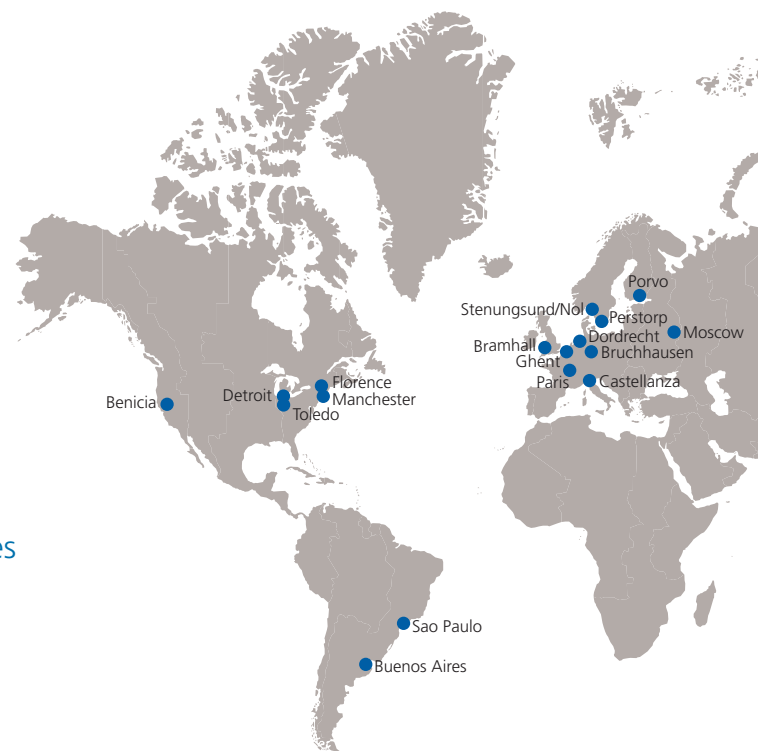 Porvo
Stenungsund/Nol
Perstorp
Moscow
Dordrecht
Bramhall
Bruchhausen
Ghent
Paris
Castellanza
Florence
Detroit
Manchester
Benicia
Toledo
es
Sao Paulo
Buenos Aires